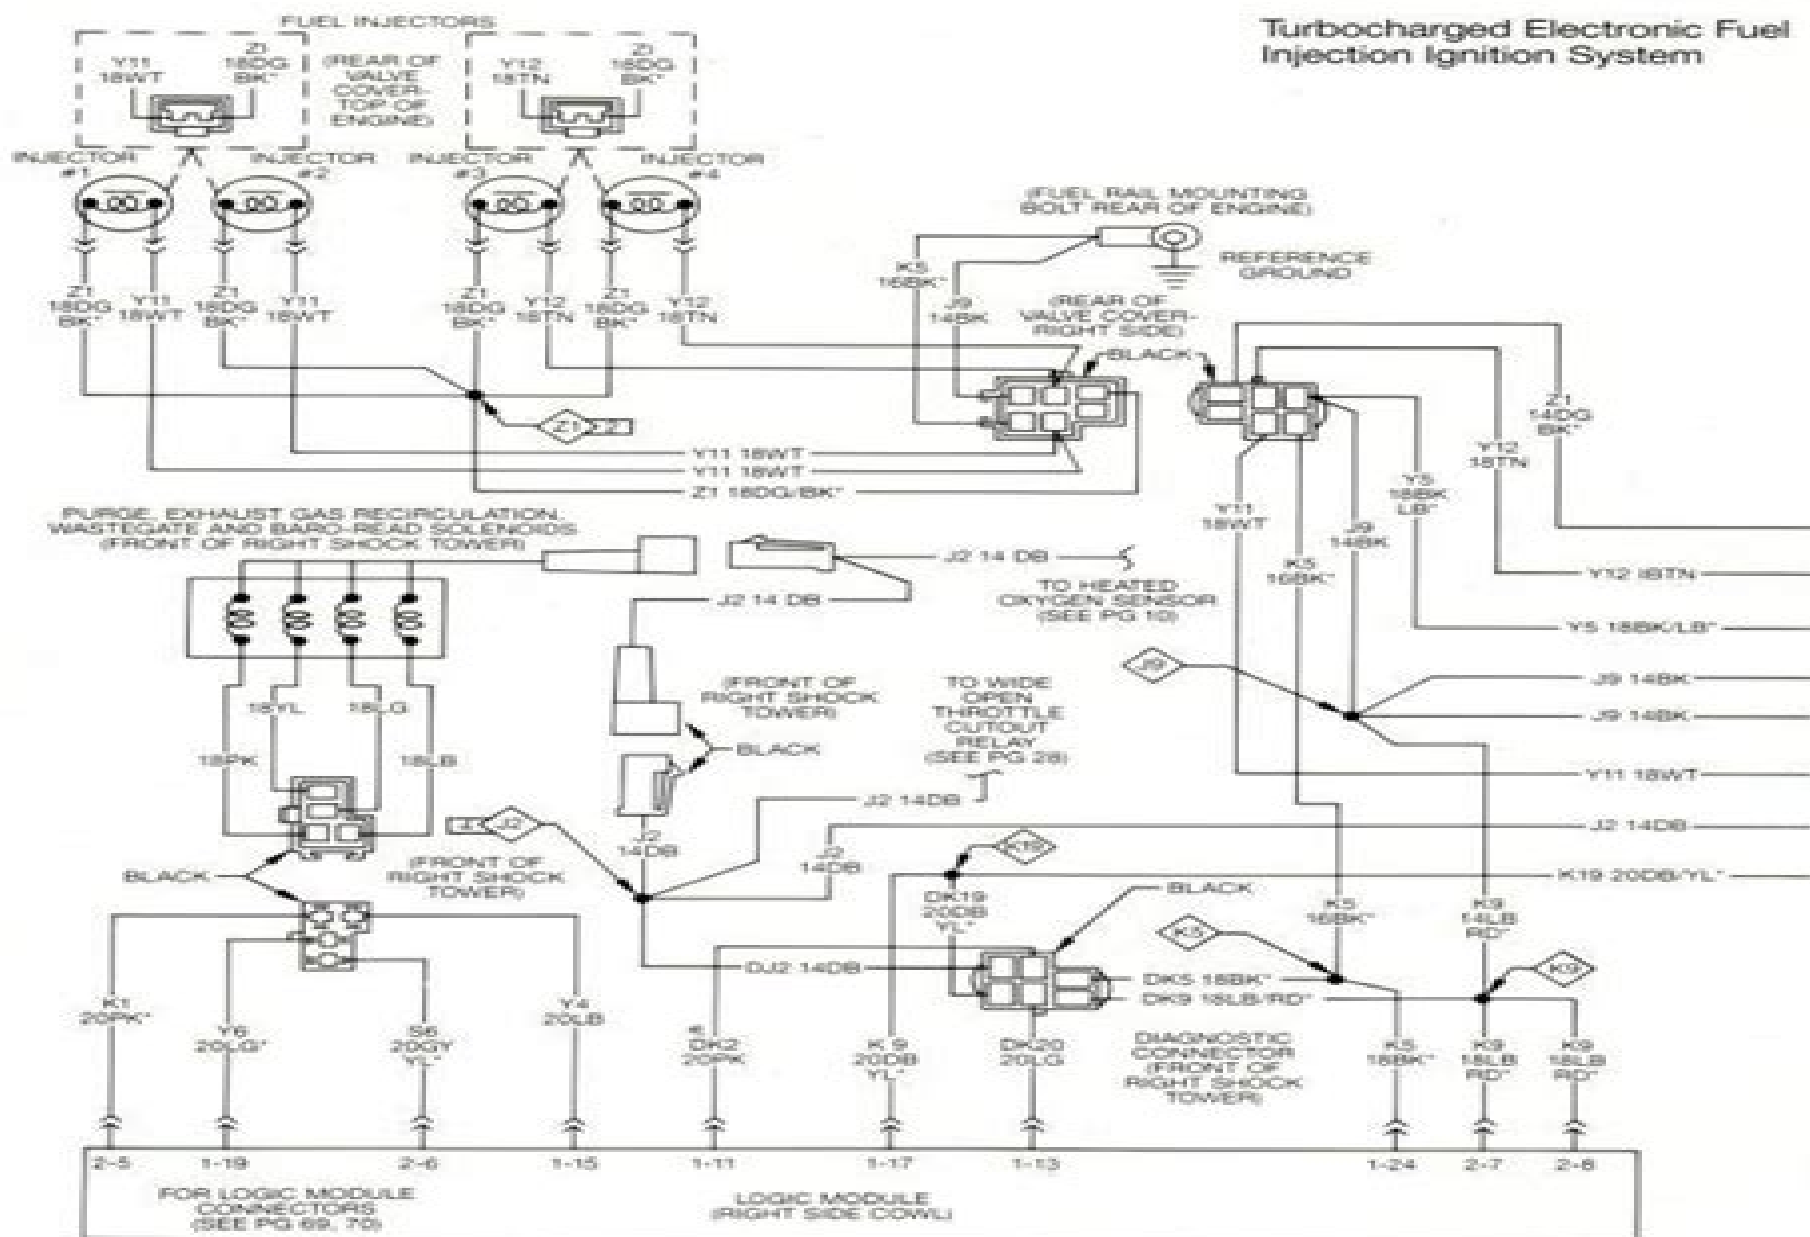 Turbocharged Electronic Fuel
Injection Ignition System
FUEL INJECTORS
Y11
18WT
Z1
18DG
BK*
(REAR OF
VALVE
COVER-
TOP OF
ENGINE)
Y12
18TN
Z1
18DG
BK*
INJECTOR
#1
INJECTOR
#2
INJECTOR
#3
INJECTOR
#4
(FUEL RAIL MOUNTING
BOLT REAR OF ENGINE)
REFERENCE
GROUND
K5
16BK*
J9
14BK
(REAR OF
VALVE COVER-
RIGHT SIDE)
BLACK
Z1
18DG
BK*
Y11
18WT
Z1
18DG
BK*
Y11
18WT
Z1
18DG
BK*
Y12
18TN
Z1
18DG
BK*
Y12
18TN
Z1
2
Y11 18WT
Y11 18WT
Z1 18DG/BK*
Z1
14DG
BK*
Y12
18TN
Y5
18BK
LB*
Y11
18WT
J9
14BK
K5
16BK*
PURGE, EXHAUST GAS RECIRCULATION,
WASTEGATE AND BARO-READ SOLENOIDS
(FRONT OF RIGHT SHOCK TOWER)
J2 14 DB
J2 14 DB
TO HEATED
OXYGEN SENSOR
(SEE PG 10)
Y12 18TN
Y5 18BK/LB*
J9
J9 14BK
J9 14BK
Y11 18WT
J2 14DB
K19 20DB/YL*
18YL
18LG
18PK
18LB
(FRONT OF
RIGHT SHOCK
TOWER)
BLACK
TO WIDE
OPEN
THROTTLE
CUTOUT
RELAY
(SEE PG 28)
J2 14DB
J2
J2
14DB
J2
14DB
K19
BLACK
(FRONT OF
RIGHT SHOCK
TOWER)
DK19
20DB
YL*
BLACK
K5
K5
16BK*
K9
14LB
RD*
K9
DJ2 14DB
DK5 18BK*
DK9 18LB/RD*
K1
20PK*
Y6
20LG*
S6
20GY
YL*
Y4
20LB
DK2
20PK
K19
20DB
YL*
DK20
20LG
DIAGNOSTIC
CONNECTOR
(FRONT OF
RIGHT SHOCK
TOWER)
K5
18BK*
K9
18LB
RD*
K9
18LB
RD*
2-5
1-19
2-6
1-15
1-11
1-17
1-13
1-24
2-7
2-8
FOR LOGIC MODULE
CONNECTORS
(SEE PG 69, 70)
LOGIC MODULE
(RIGHT SIDE COWL)